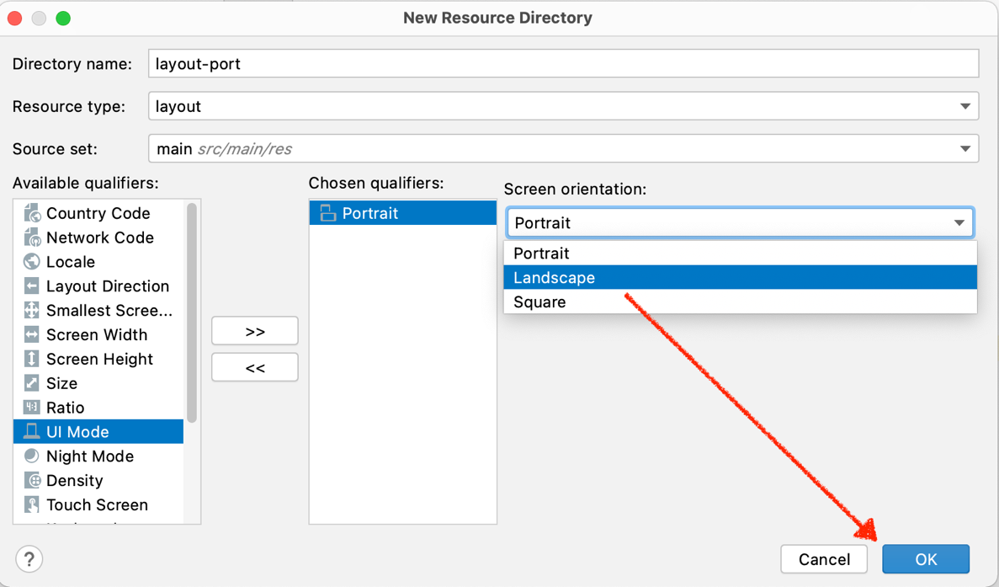 New Resource Directory
Directory name: layout-port
Resource type: layout
Source set: main src/main/res
Available qualifiers:
Country Code
Network Code
Locale
Layout Direction
Smallest Scree...
Screen Width
Screen Height
Size
4:3 Ratio
UI Mode
Night Mode
Density
Touch Screen
>>
<<
Chosen qualifiers:
Portrait
Screen orientation:
Portrait
Portrait
Landscape
Square
?
Cancel
OK